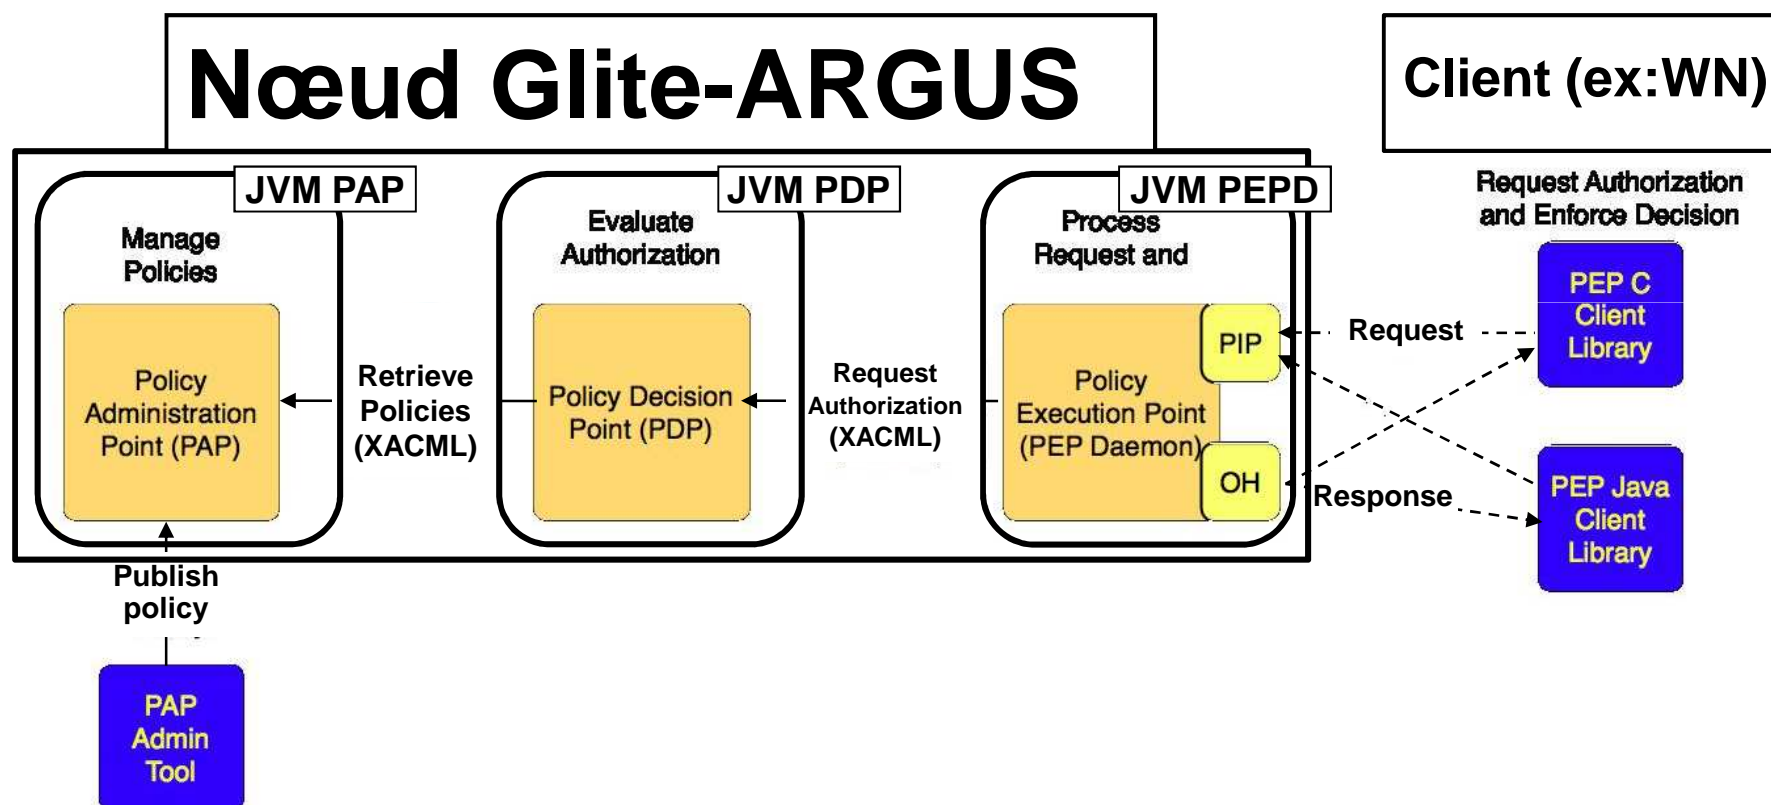 Nœud Glite-ARGUS
Client (ex:WN)
JVM PAP
JVM PDP
JVM PEPD
Manage
Policies
Evaluate
Authorization
Process
Request and
Request Authorization
and Enforce Decision
Policy
Administration
Point (PAP)
Retrieve
Policies
(XACML)
Policy Decision
Point (PDP)
Request
Authorization
(XACML)
Policy
Execution Point
(PEP Daemon)
PIP
OH
Request
Response
PEP C
Client
Library
PEP Java
Client
Library
Publish
policy
PAP
Admin
Tool